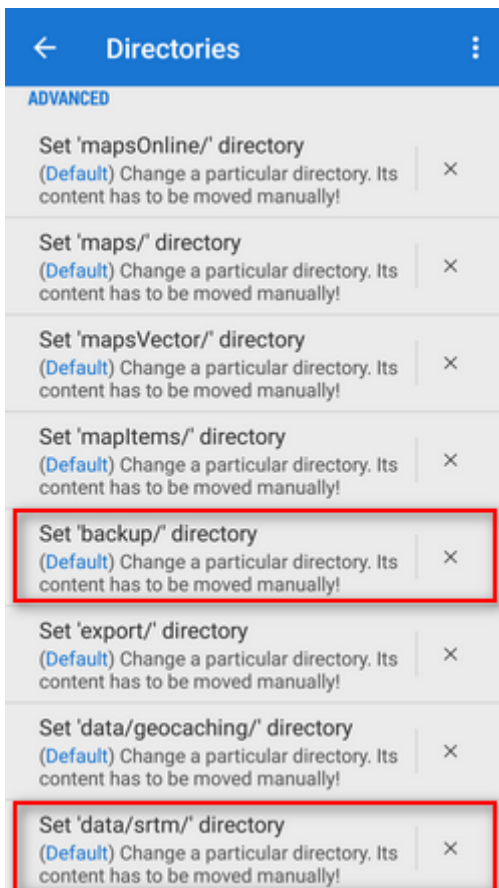 Directories
ADVANCED
Set 'mapsOnline/' directory
(Default) Change a particular directory. Its
content has to be moved manually!
Set 'maps/' directory
(Default) Change a particular directory. Its
content has to be moved manually!
Set 'mapsVector/' directory
(Default) Change a particular directory. Its
content has to be moved manually!
Set 'mapItems/' directory
(Default) Change a particular directory. Its
content has to be moved manually!
Set 'backup/' directory
(Default) Change a particular directory. Its
content has to be moved manually!
Set 'export/' directory
(Default) Change a particular directory. Its
content has to be moved manually!
Set 'data/geocaching/' directory
(Default) Change a particular directory. Its
content has to be moved manually!
Set 'data/srtm/' directory
(Default) Change a particular directory. Its
content has to be moved manually!